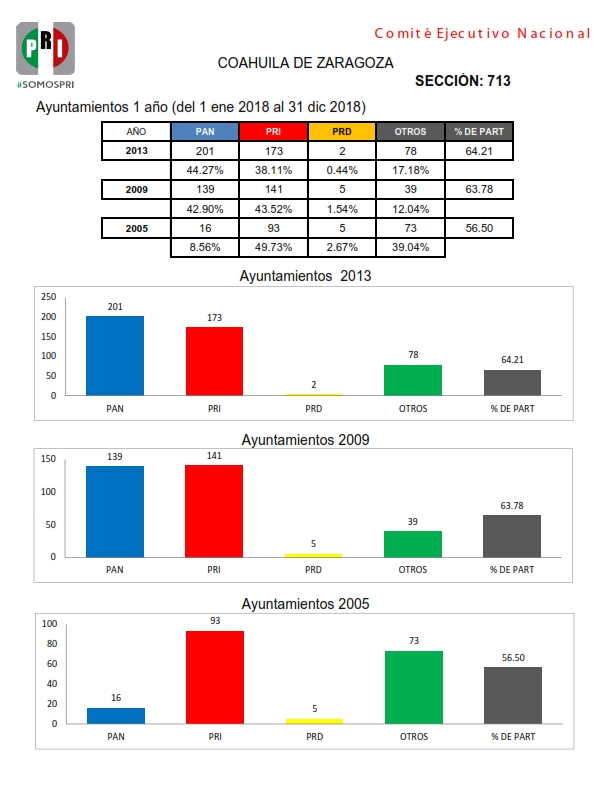 Comité Ejecutivo Nacional
PRI
#SOMOSPRI
COAHUILA DE ZARAGOZA
SECCIÓN: 713
Ayuntamientos 1 año (del 1 ene 2018 al 31 dic 2018)
AÑO PAN PRI PRD OTROS % DE PART
2013 201 173 2 78 64.21
44.27% 38.11% 0.44% 17.18%
2009 139 141 5 39 63.78
42.90% 43.52% 1.54% 12.04%
2005 16 93 5 73 56.50
8.56% 49.73% 2.67% 39.04%
Ayuntamientos 2013
250
200
150
100
50
0
201
173
2
78
64.21
PAN PRI PRD OTROS % DE PART
Ayuntamientos 2009
150
100
50
0
139
141
5
39
63.78
PAN PRI PRD OTROS % DE PART
Ayuntamientos 2005
100
80
60
40
20
0
16
93
5
73
56.50
PAN PRI PRD OTROS % DE PART